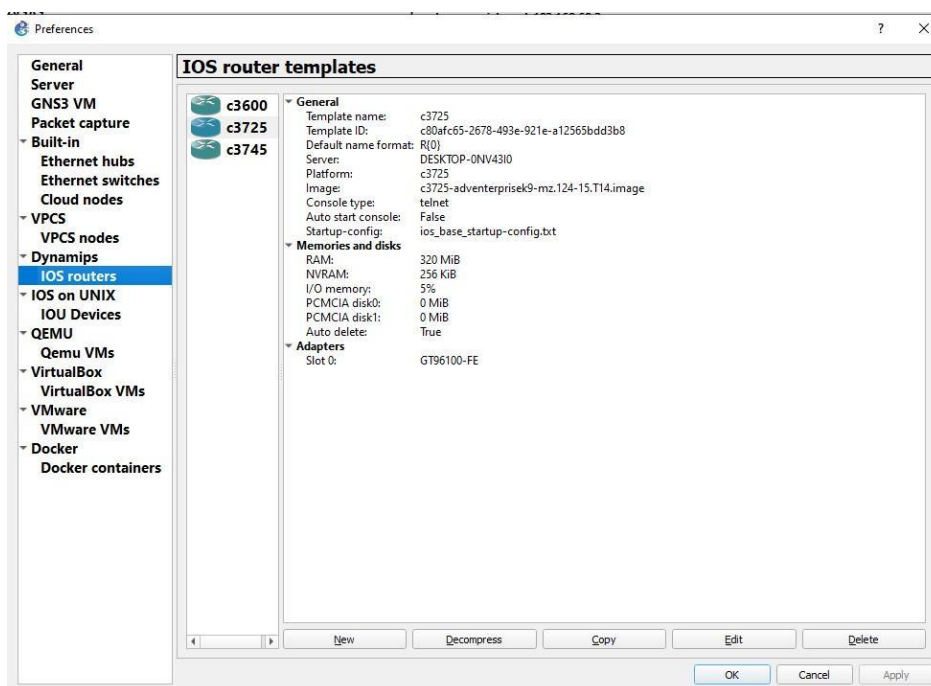 Preferences
?
General
Server
GNS3 VM
Packet capture
Built-in
Ethernet hubs
Ethernet switches
Cloud nodes
VPCS
VPCS nodes
Dynamips
IOS routers
IOS on UNIX
IOU Devices
QEMU
Qemu VMs
VirtualBox
VirtualBox VMs
VMware
VMware VMs
Docker
Docker containers
IOS router templates
c3600
c3725
c3745
General
Template name: c3725
Template ID: c80afc65-2678-493e-921e-a12565bdd3b8
Default name format: R{0}
Server: DESKTOP-0NV43I0
Platform: c3725
Image: c3725-adventerprisek9-mz.124-15.T14.image
Console type: telnet
Auto start console: False
Startup-config: ios_base_startup-config.txt
Memories and disks
RAM: 320 MiB
NVRAM: 256 KiB
I/O memory: 5%
PCMCIA disk0: 0 MiB
PCMCIA disk1: 0 MiB
Auto delete: True
Adapters
Slot 0: GT96100-FE
New Decompress Copy Edit Delete
OK Cancel Apply